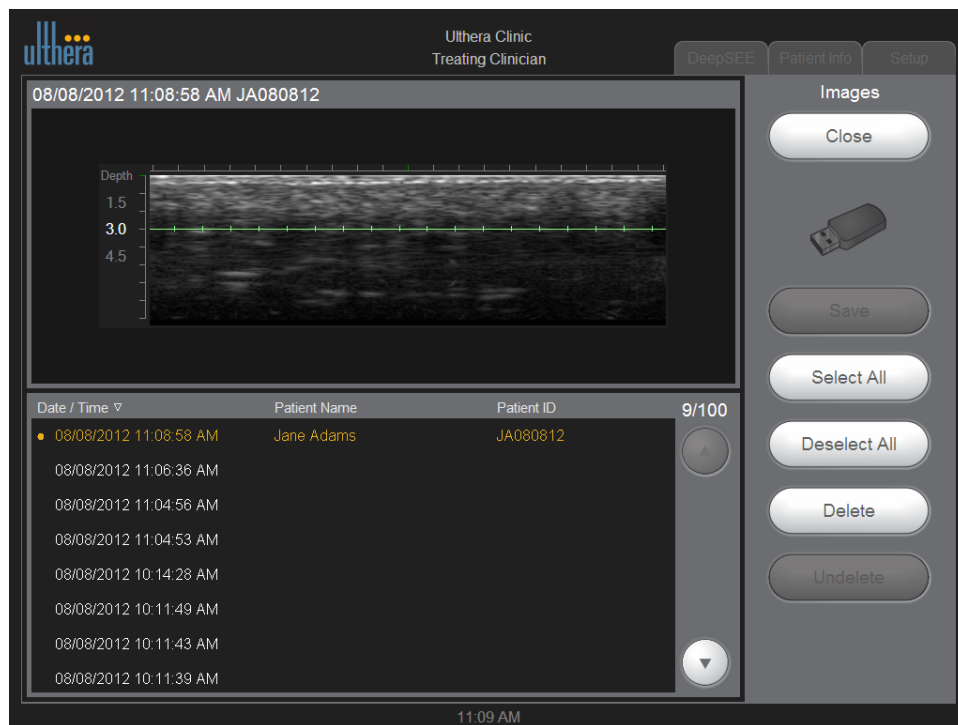 ulthera
Ulthera Clinic
Treating Clinician
DeepSEE
Patient Info
Setup
08/08/2012 11:08:58 AM JA080812
Depth
1.5
3.0
4.5
Images
Close
Save
Select All
Deselect All
Delete
Undelete
Date / Time Patient Name Patient ID 9/100
08/08/2012 11:08:58 AM Jane Adams JA080812
08/08/2012 11:06:36 AM
08/08/2012 11:04:56 AM
08/08/2012 11:04:53 AM
08/08/2012 10:14:28 AM
08/08/2012 10:11:49 AM
08/08/2012 10:11:43 AM
08/08/2012 10:11:39 AM
11:09 AM